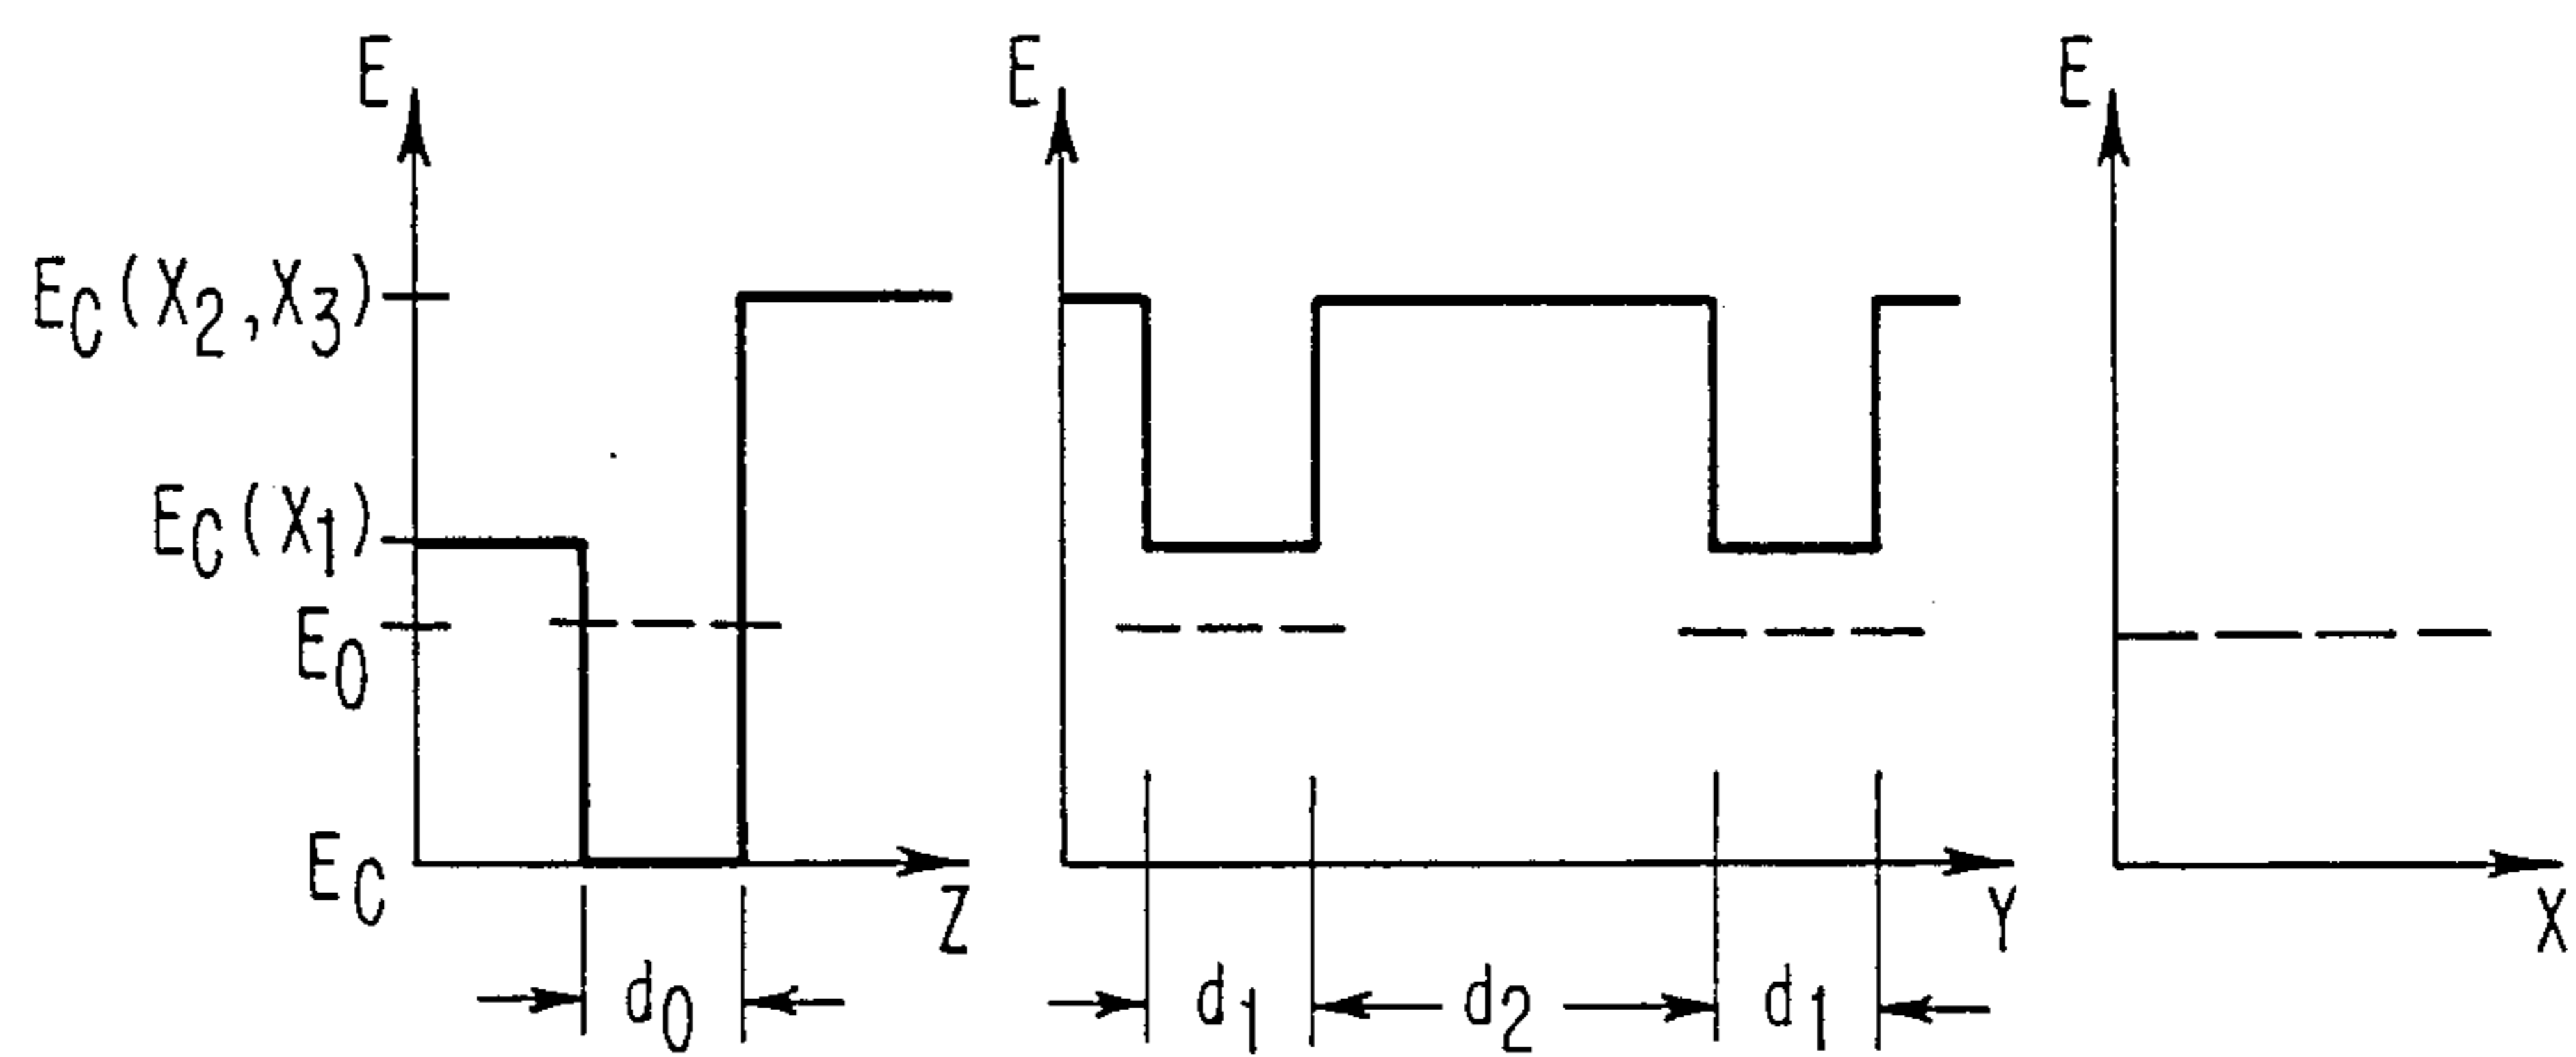 E E E
E_C(X_2,X_3)
E_C(X_1)
E_0
E_C
Z Y X
d_0 d_1 d_2 d_1